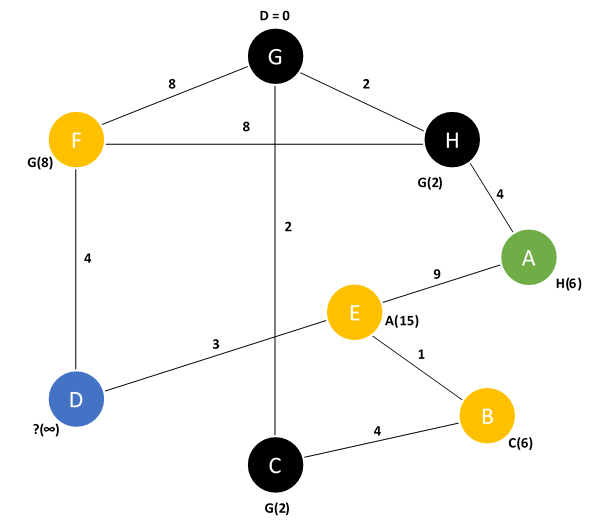 D = 0
G
8
2
F
8
H
G(8)
G(2)
4
2
A
4
9
H(6)
E
A(15)
3
1
D
B
?(∞)
4
C(6)
C
G(2)